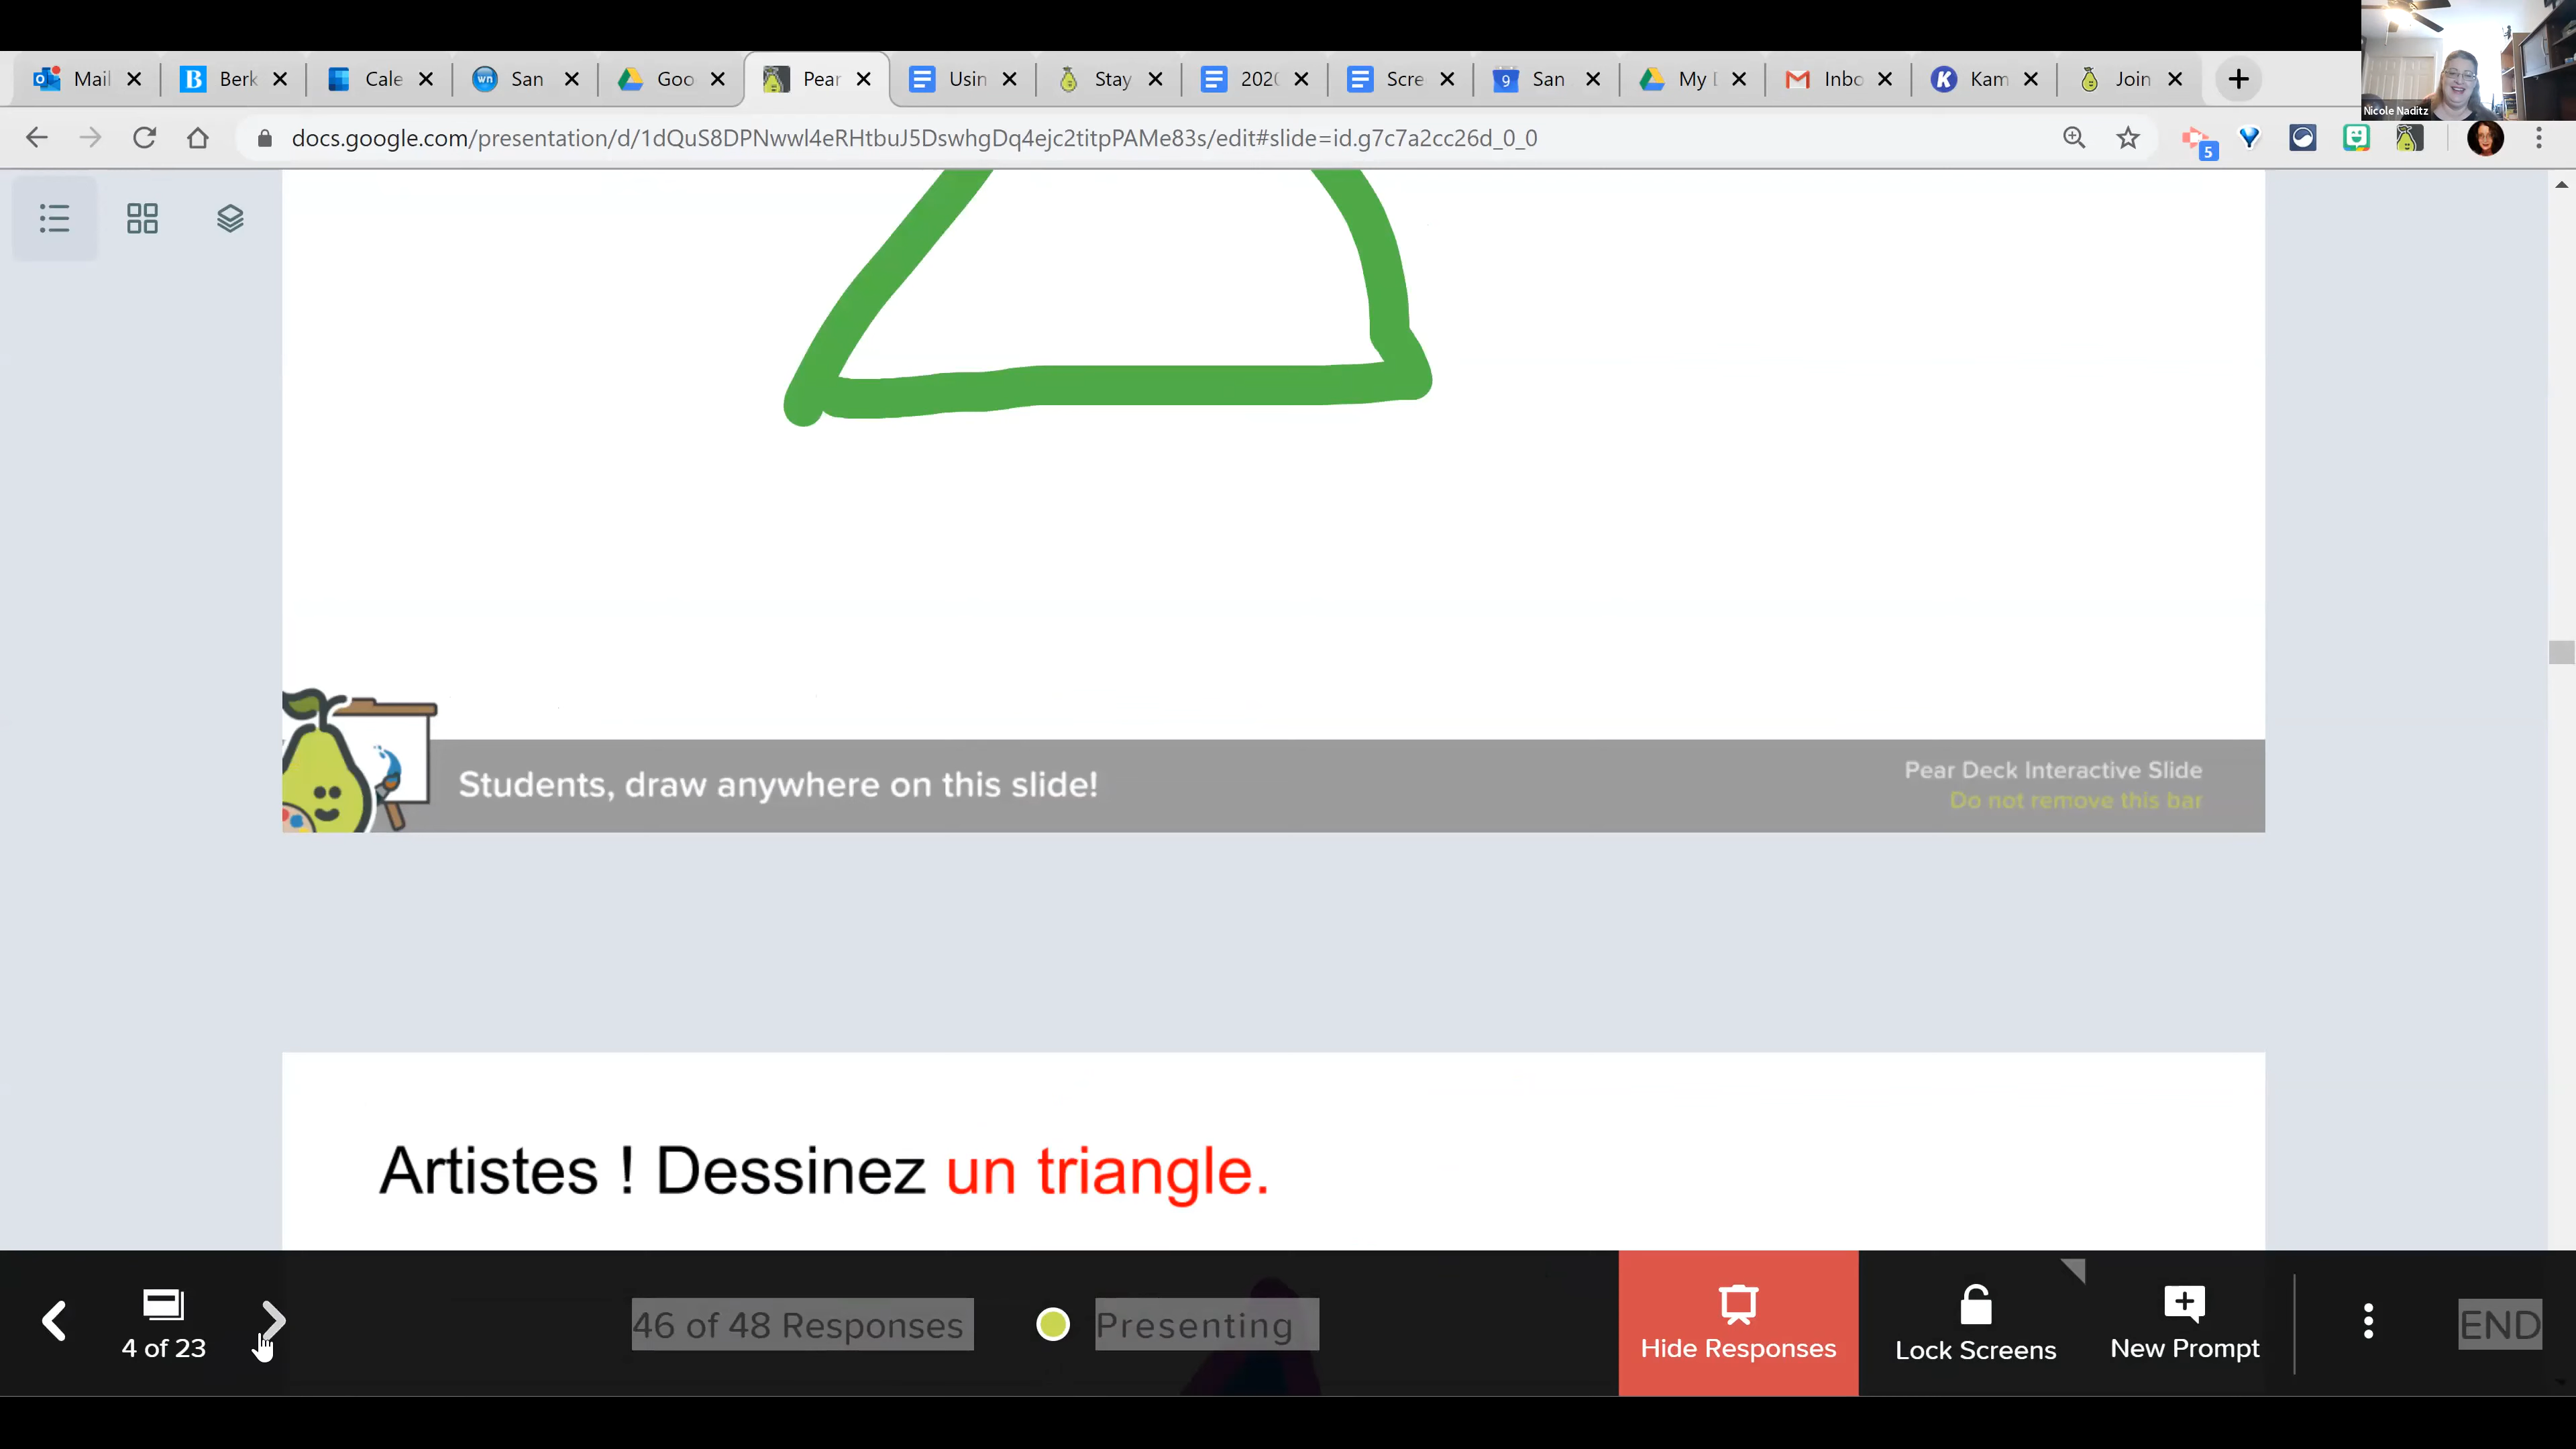 Mail
Berk
Cale
wn
San
Goo
Pear
Usin
Stay
202
Scre
9
San
My
Inbo
Kam
Join
Nicole Naditz
docs.google.com/presentation/d/1dQuS8DPNwwl4eRHtbuJ5DswhgDq4ejc2titpPAMe83s/edit#slide=id.g7c7a2cc26d_0_0
5
Students, draw anywhere on this slide!
Pear Deck Interactive Slide
Do not remove this bar
Artistes ! Dessinez un triangle.
4 of 23
46 of 48 Responses
Presenting
Hide Responses
Lock Screens
New Prompt
END